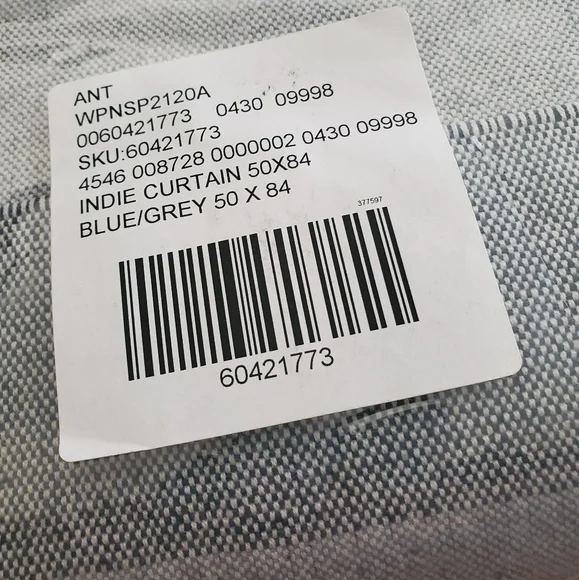 ANT
WPNSP2120A
0060421773 0430 09998
SKU:60421773
4546 008728 0000002 0430 09998
INDIE CURTAIN 50X84
BLUE/GREY 50 X 84
377597
60421773